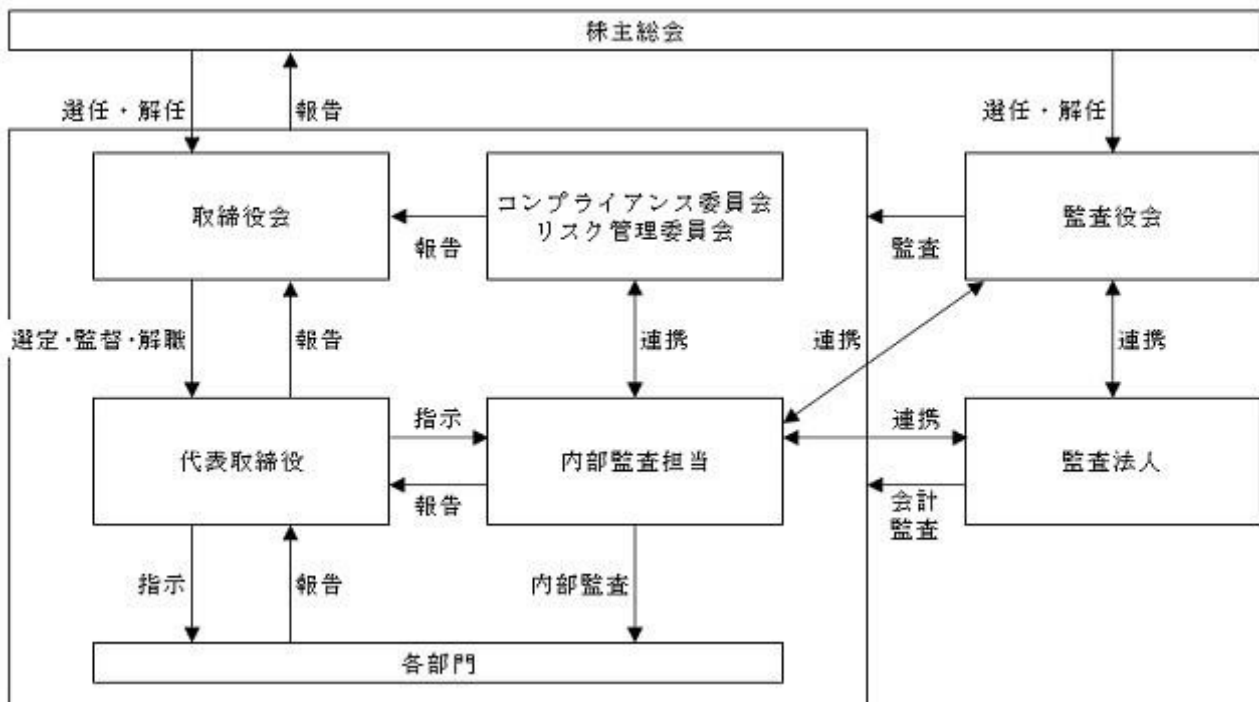 株主総会
選任・解任
報告
選任・解任
取締役会
コンプライアンス委員会
リスク管理委員会
監査役会
報告
監査
選定・監督・解職
報告
連携
連携
連携
代表取締役
指示
内部監査担当
連携
監査法人
報告
会計
監査
指示
報告
内部監査
各部門